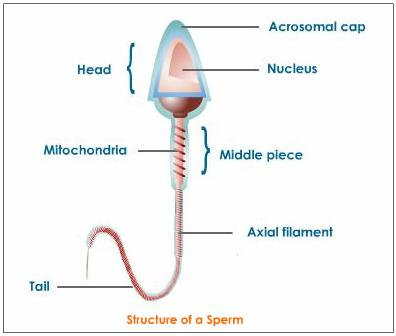 Acrosomal cap
Head
Nucleus
Mitochondria
Middle piece
Axial filament
Tail
Structure of a Sperm